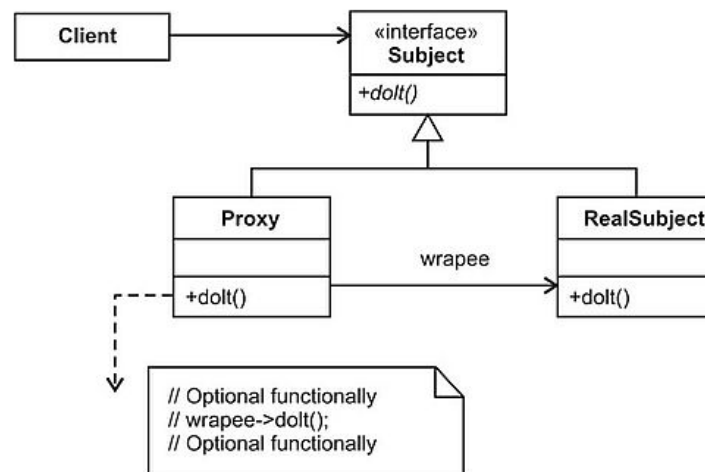 Client
«interface»
Subject
+doIt()
Proxy
RealSubject
wrapee
+doIt()
+doIt()
// Optional functionally
// wrapee->doIt();
// Optional functionally